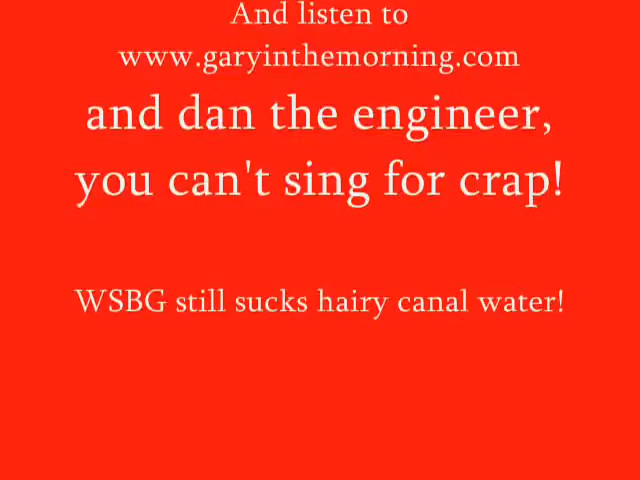 And listen to
www.garyinthemorning.com
and dan the engineer,
you can't sing for crap!
WSBG still sucks hairy canal water!